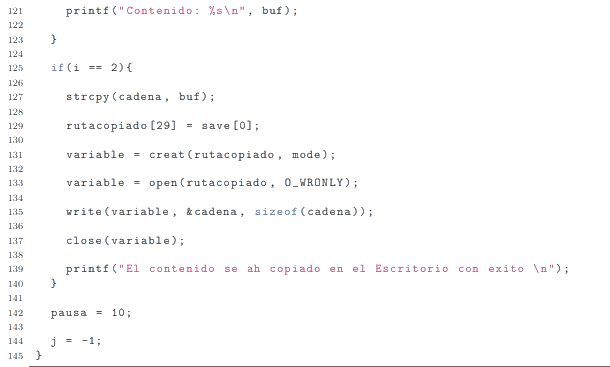 121 printf("Contenido: %s\n", buf);
122
123 }
124
125 if(i == 2){
126
127 strcpy(cadena, buf);
128
129 rutacopiado[29] = save[0];
130
131 variable = creat(rutacopiado, mode);
132
133 variable = open(rutacopiado, O_WRONLY);
134
135 write(variable, &cadena, sizeof(cadena));
136
137 close(variable);
138
139 printf("El contenido se ah copiado en el Escritorio con exito \n");
140 }
141
142 pausa = 10;
143
144 j = -1;
145 }